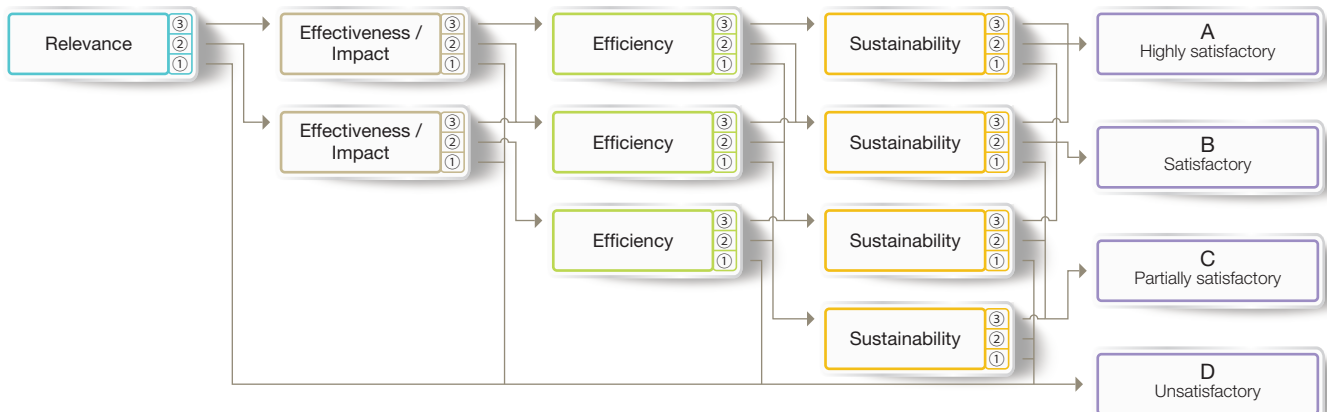 Relevance
③
②
①
Effectiveness /
Impact
③
②
①
Efficiency
③
②
①
Sustainability
③
②
①
A
Highly satisfactory
Effectiveness /
Impact
③
②
①
Efficiency
③
②
①
Sustainability
③
②
①
B
Satisfactory
Efficiency
③
②
①
Sustainability
③
②
①
C
Partially satisfactory
Sustainability
③
②
①
D
Unsatisfactory